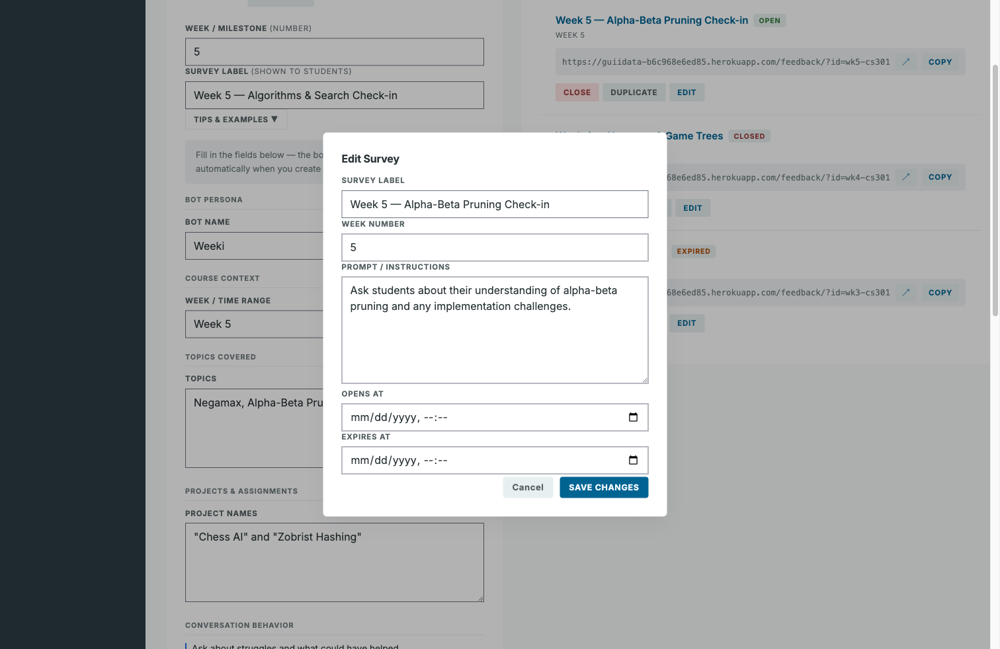 WEEK / MILESTONE (NUMBER)
5
SURVEY LABEL (SHOWN TO STUDENTS)
Week 5 — Algorithms & Search Check-in
TIPS & EXAMPLES ▼
Fill in the fields below — the bo
automatically when you create
BOT PERSONA
BOT NAME
Weeki
COURSE CONTEXT
WEEK / TIME RANGE
Week 5
TOPICS COVERED
TOPICS
Negamax, Alpha-Beta Pru
PROJECTS & ASSIGNMENTS
PROJECT NAMES
"Chess AI" and "Zobrist Hashing"
CONVERSATION BEHAVIOR
Ask about struggles and what could have helped
Edit Survey
SURVEY LABEL
Week 5 — Alpha-Beta Pruning Check-in
WEEK NUMBER
5
PROMPT / INSTRUCTIONS
Ask students about their understanding of alpha-beta
pruning and any implementation challenges.
OPENS AT
mm/dd/yyyy, --:--
EXPIRES AT
mm/dd/yyyy, --:--
Cancel SAVE CHANGES
Week 5 — Alpha-Beta Pruning Check-in OPEN
WEEK 5
https://guiidata-b6c968e6ed85.herokuapp.com/feedback/?id=wk5-cs301 ↗ COPY
CLOSE DUPLICATE EDIT
Game Trees CLOSED
68e6ed85.herokuapp.com/feedback/?id=wk4-cs301 ↗ COPY
EDIT
EXPIRED
68e6ed85.herokuapp.com/feedback/?id=wk3-cs301 ↗ COPY
EDIT